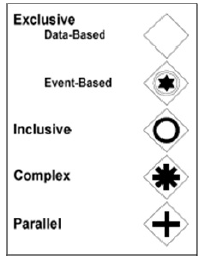 Exclusive
Data-Based
Event-Based
Inclusive
Complex
Parallel